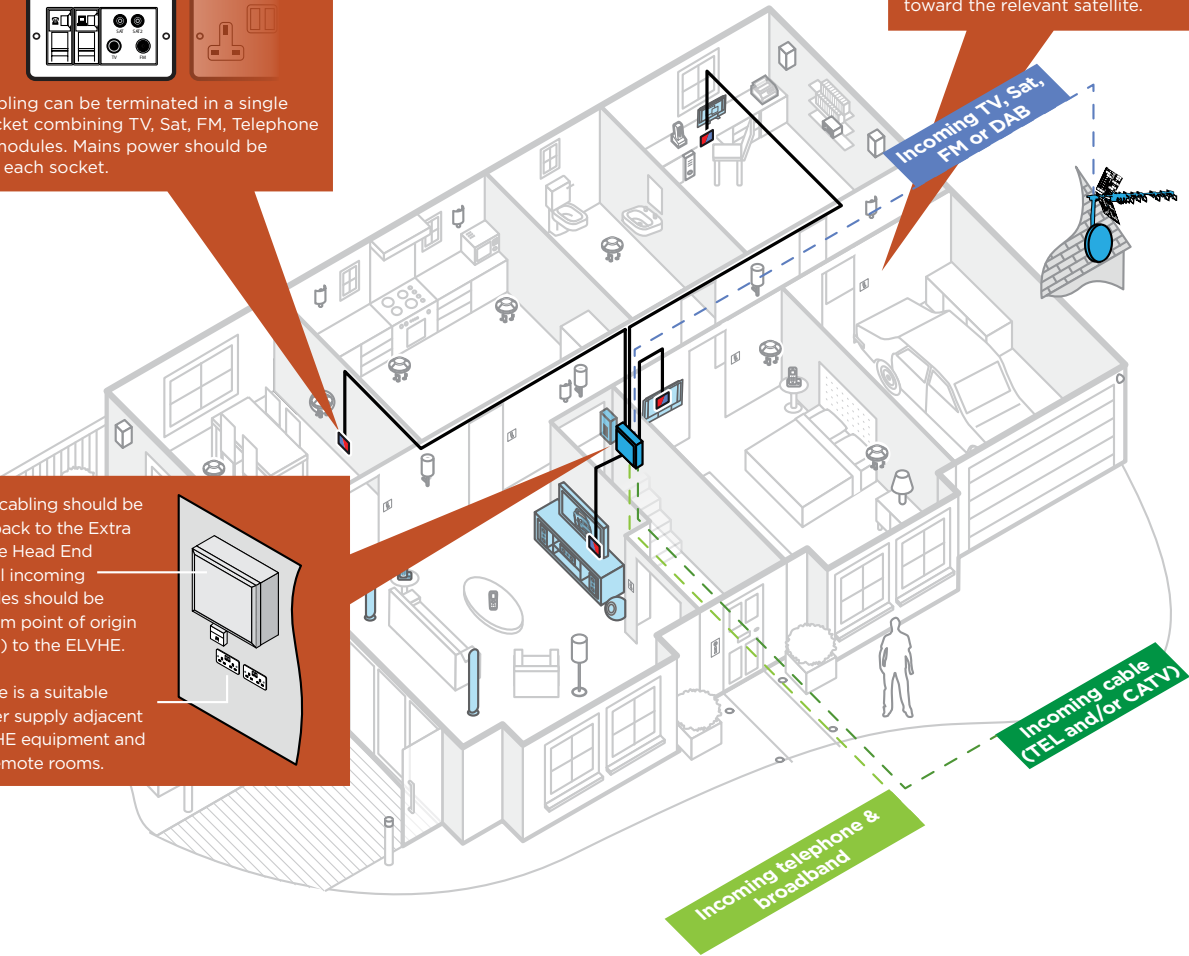 SAT SAT2
TV FM
toward the relevant satellite.
bling can be terminated in a single
cket combining TV, Sat, FM, Telephone
modules. Mains power should be
each socket.
Incoming TV, Sat,
FM or DAB
cabling should be
back to the Extra
e Head End
l incoming
les should be
m point of origin
) to the ELVHE.
e is a suitable
er supply adjacent
HE equipment and
emote rooms.
Incoming cable
(TEL and/or CATV)
Incoming telephone &
broadband